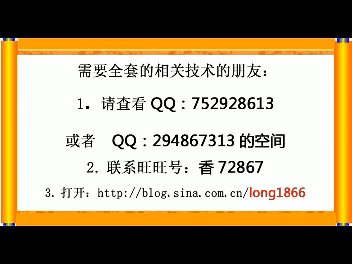 需要全套的相关技术的朋友：
1. 请查看 QQ：752928613
或者 QQ：294867313 的空间
2. 联系旺旺号：香 72867
3. 打开：http://blog.sina.com.cn/long1866